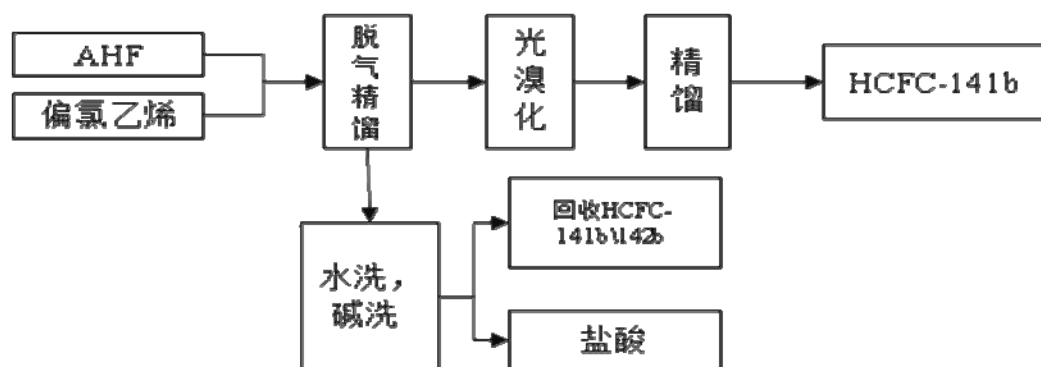 AHF
偏氯乙烯
脱
气
精
馏
光
溴
化
精
馏
HCFC-141b
水洗，
碱洗
回收HCFC-
141b\142b
盐酸